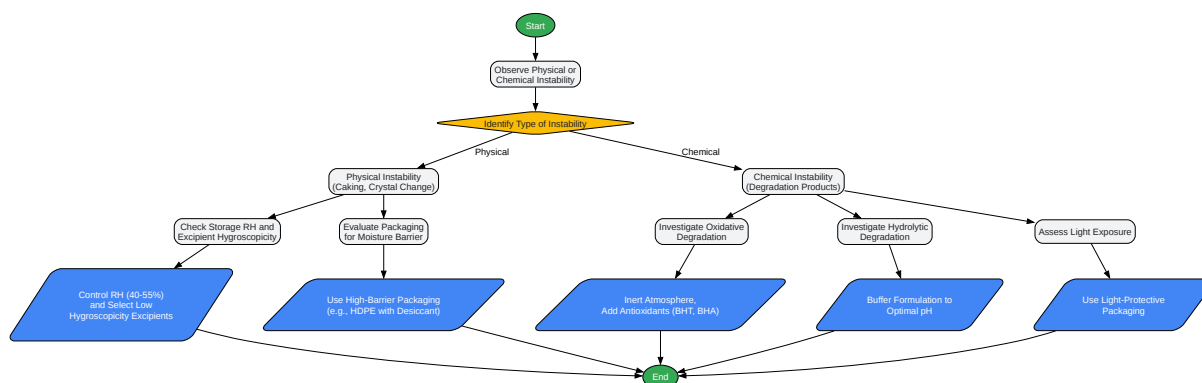 Start
Observe Physical or
Chemical Instability
Identify Type of Instability
Physical
Chemical
Physical Instability
(Caking, Crystal Change)
Chemical Instability
(Degradation Products)
Check Storage RH and
Excipient Hygroscopicity
Evaluate Packaging
for Moisture Barrier
Investigate Oxidative
Degradation
Investigate Hydrolytic
Degradation
Assess Light Exposure
Control RH (40-55%)
and Select Low
Hygroscopicity Excipients
Use High-Barrier Packaging
(e.g., HDPE with Desiccant)
Inert Atmosphere,
Add Antioxidants (BHT, BHA)
Buffer Formulation to
Optimal pH
Use Light-Protective
Packaging
End